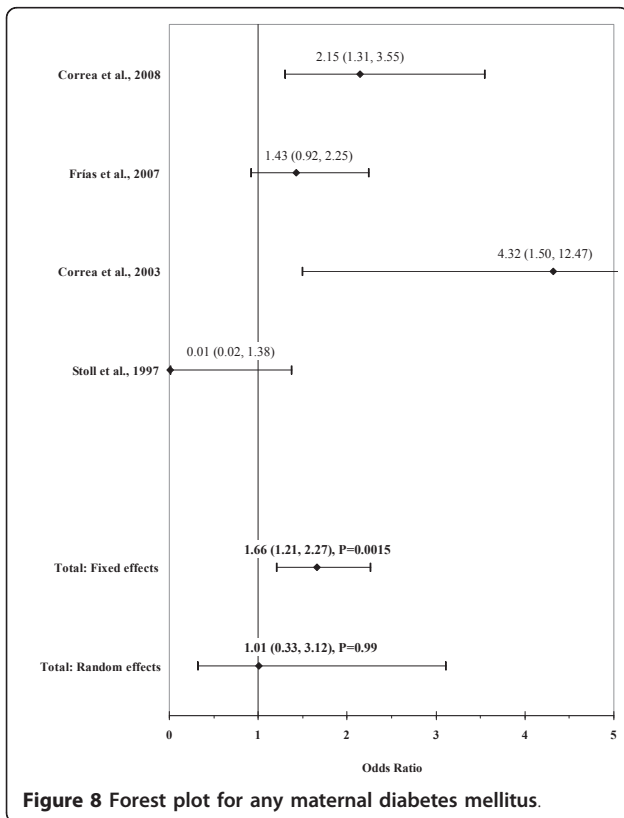 2.15 (1.31, 3.55)
Correa et al., 2008
1.43 (0.92, 2.25)
Frías et al., 2007
4.32 (1.50, 12.47)
Correa et al., 2003
0.01 (0.02, 1.38)
Stoll et al., 1997
1.66 (1.21, 2.27), P=0.0015
Total: Fixed effects
1.01 (0.33, 3.12), P=0.99
Total: Random effects
0 1 2 3 4 5
Odds Ratio
Figure 8 Forest plot for any maternal diabetes mellitus.